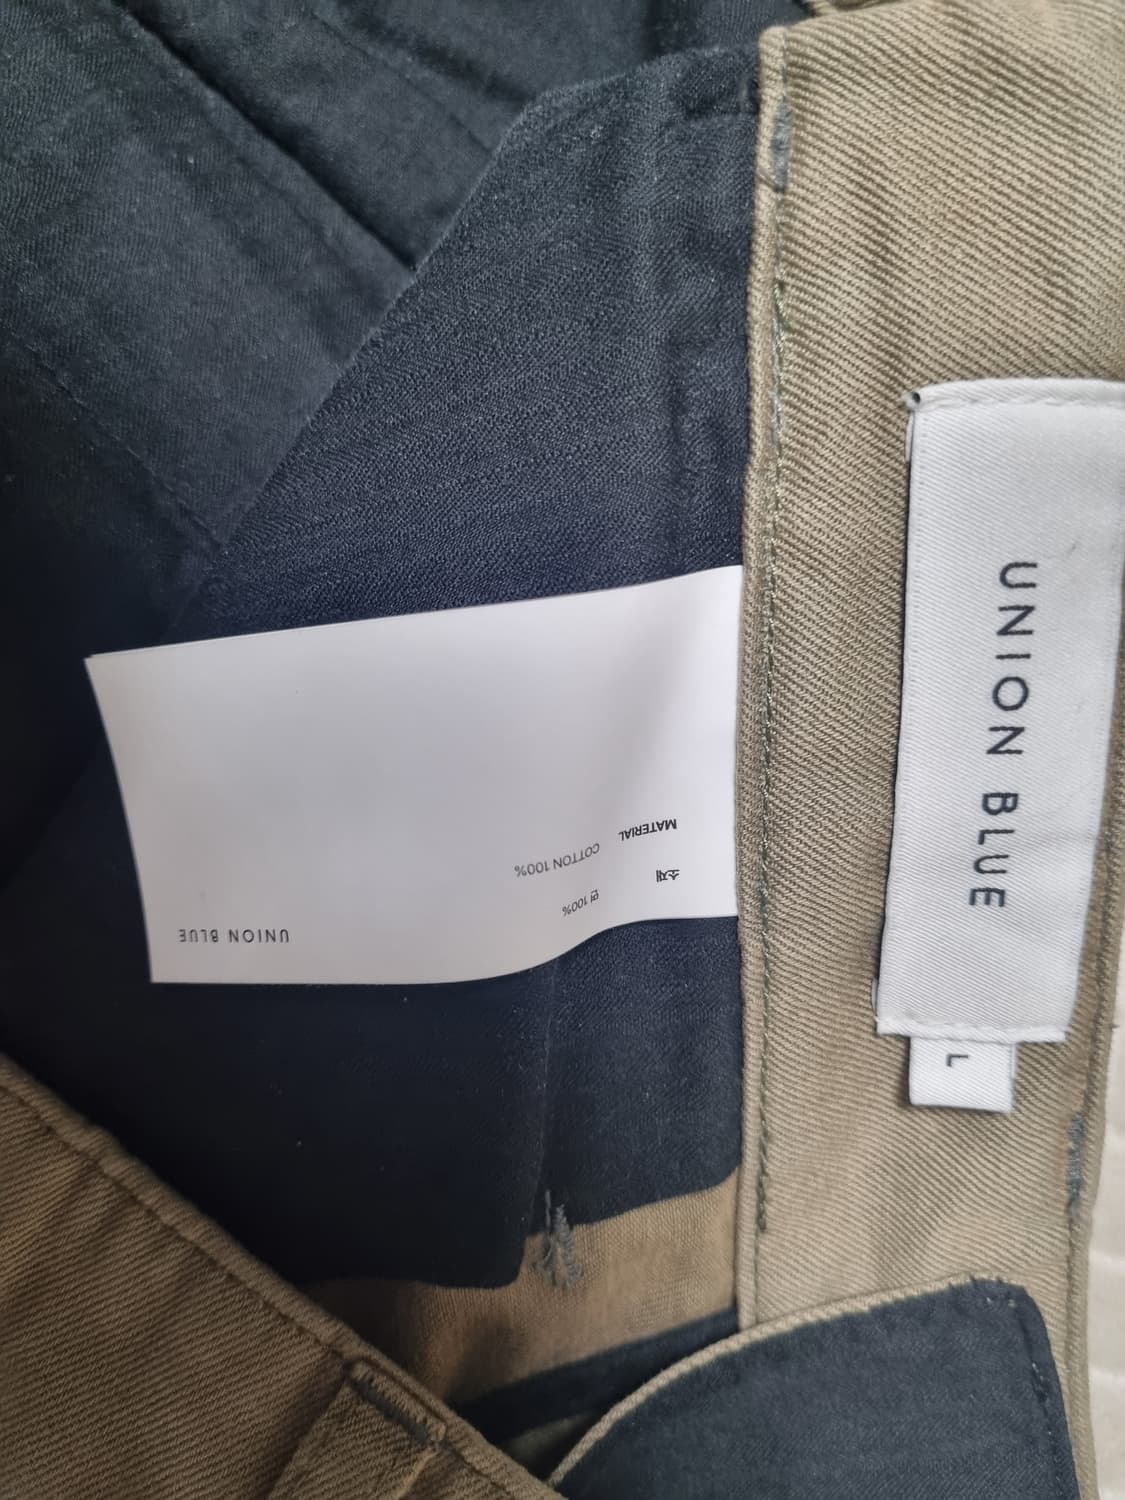 UNION BLUE
L
소재
면 100%
MATERIAL
COTTON 100%
UNION BLUE